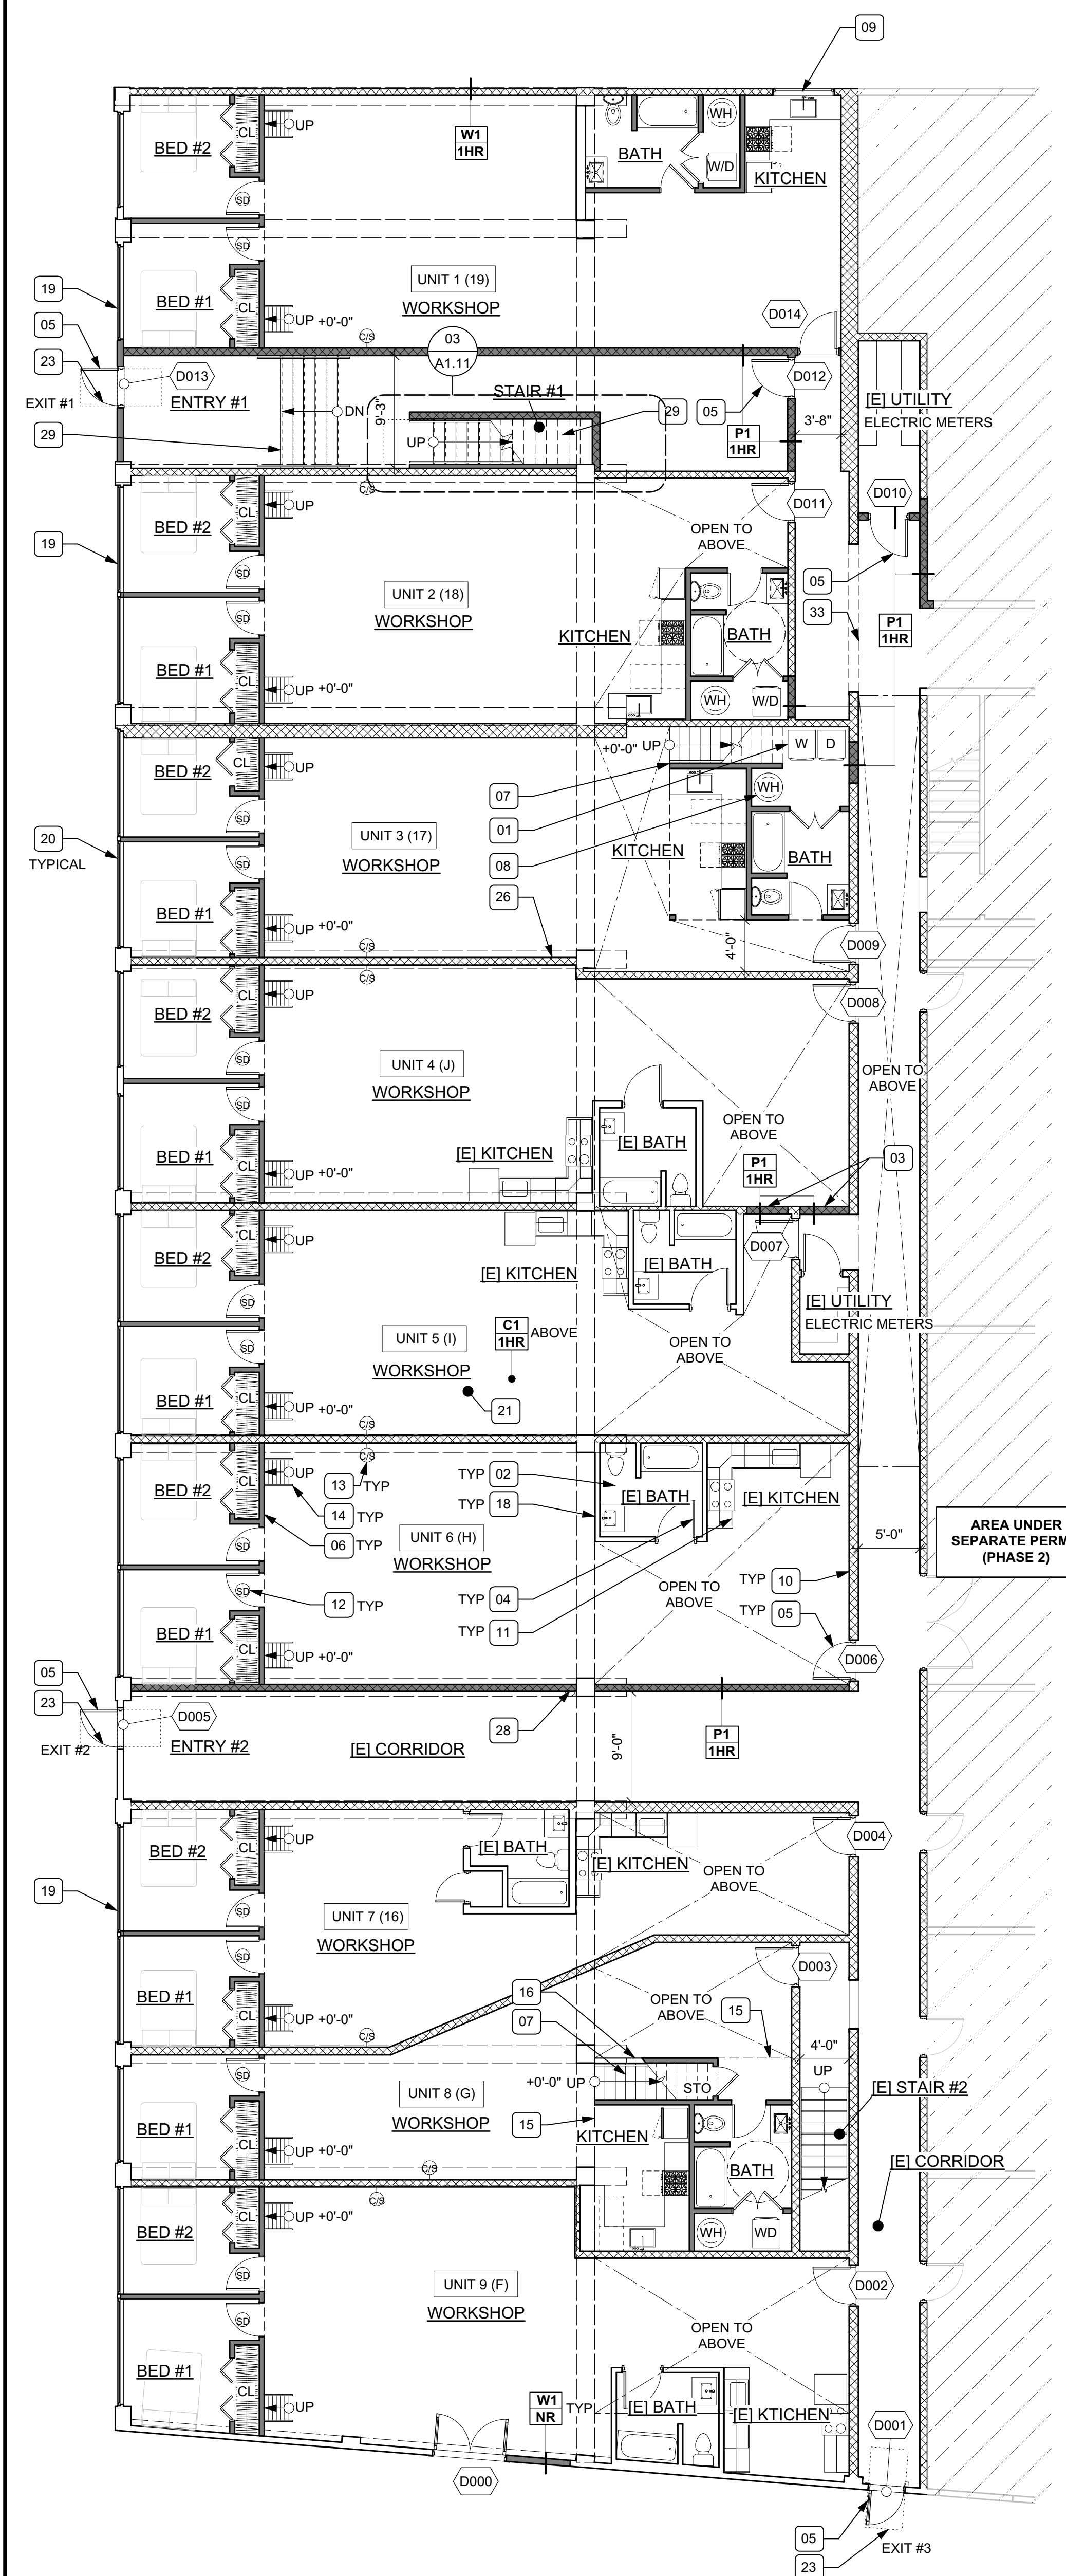 09
BED #2
CL
UP
W1
1HR
BATH
WH
W/D
KITCHEN
SD
SD
UNIT 1 (19)
WORKSHOP
19
BED #1
CL
UP +0'-0"
C/S
03
A1.11
D014
05
23
D013
EXIT #1
ENTRY #1
DN
9'-3"
STAIR #1
29
05
D012
3'-8"
[E] UTILITY
ELECTRIC METERS
29
UP
P1
1HR
C/S
BED #2
CL
UP
D011
D010
19
OPEN TO
ABOVE
SD
05
UNIT 2 (18)
WORKSHOP
SD
33
KITCHEN
BATH
P1
1HR
BED #1
CL
UP +0'-0"
WH
W/D
+0'-0" UP
W
D
BED #2
CL
UP
07
WH
01
SD
20
TYPICAL
UNIT 3 (17)
WORKSHOP
08
KITCHEN
BATH
SD
26
BED #1
CL
UP +0'-0"
4'-0"
D009
C/S
C/S
BED #2
CL
UP
D008
SD
UNIT 4 (J)
WORKSHOP
OPEN TO
ABOVE
SD
OPEN TO
ABOVE
[E] KITCHEN
[E] BATH
03
BED #1
CL
UP +0'-0"
P1
1HR
BED #2
CL
UP
D007
[E] KITCHEN
[E] BATH
SD
[E] UTILITY
ELECTRIC METERS
SD
UNIT 5 (I)
WORKSHOP
C1
1HR
ABOVE
OPEN TO
ABOVE
21
BED #1
CL
UP +0'-0"
C/S
C/S
BED #2
CL
UP
13 TYP
14 TYP
06 TYP
TYP 02
TYP 18
[E] BATH
[E] KITCHEN
SD
UNIT 6 (H)
WORKSHOP
5'-0"
AREA UNDER
SEPARATE PERM
(PHASE 2)
SD
12 TYP
TYP 04
TYP 11
OPEN TO
ABOVE
TYP 10
TYP 05
BED #1
CL
UP +0'-0"
D006
05
23
D005
EXIT #2
ENTRY #2
[E] CORRIDOR
28
9'-0"
P1
1HR
BED #2
CL
UP
[E] BATH
[E] KITCHEN
D004
OPEN TO
ABOVE
19
SD
UNIT 7 (16)
WORKSHOP
SD
D003
BED #1
CL
UP +0'-0"
16
07
OPEN TO
ABOVE
15
C/S
4'-0"
SD
UNIT 8 (G)
WORKSHOP
+0'-0" UP
STO
UP
[E] STAIR #2
15
KITCHEN
BED #1
CL
UP +0'-0"
BATH
[E] CORRIDOR
C/S
C/S
BED #2
CL
UP +0'-0"
WH
WD
SD
UNIT 9 (F)
WORKSHOP
D002
SD
OPEN TO
ABOVE
BED #1
CL
UP
W1
NR
TYP
[E] BATH
[E] KTICHEN
D001
D000
05
23
EXIT #3